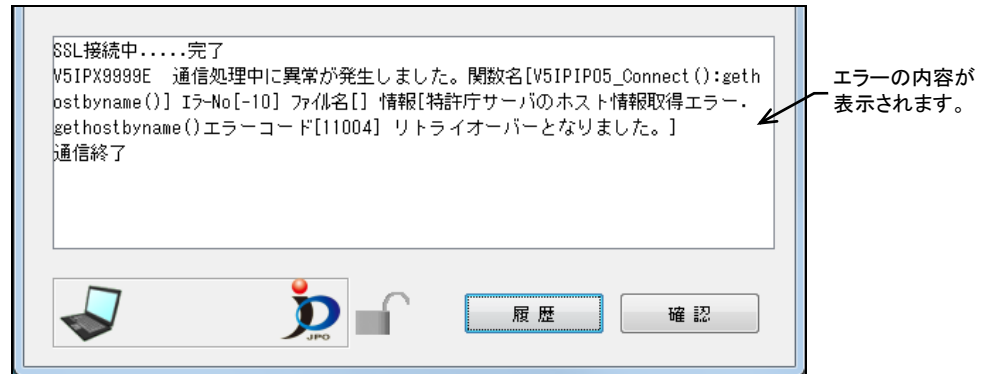 SSL接続中.....完了
V5IPX9999E　通信処理中に異常が発生しました。関数名[V5IPIP05_Connect():geth
ostbyname()] ｴﾗｰNo[-10] ﾌｧｲﾙ名[] 情報[特許庁サーバのホスト情報取得エラー.
gethostbyname()エラーコード[11004] リトライオーバーとなりました。]
通信終了
エラーの内容が
表示されます。
JPO
履 歴
確 認